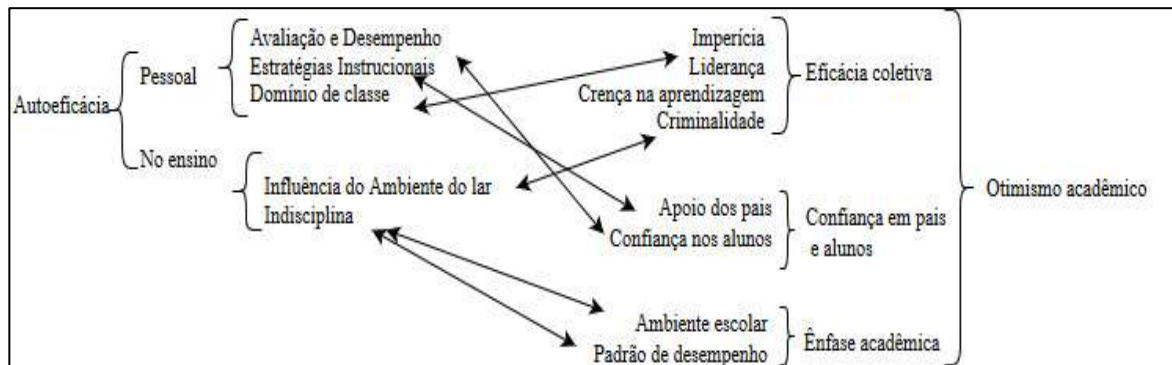 Autoeficácia
Pessoal
Avaliação e Desempenho
Estratégias Instrucionais
Domínio de classe
No ensino
Influência do Ambiente do lar
Indisciplina
Imperícia
Liderança
Crença na aprendizagem
Criminalidade
Eficácia coletiva
Apoio dos pais
Confiança nos alunos
Confiança em pais
e alunos
Ambiente escolar
Padrão de desempenho
Ênfase acadêmica
Otimismo acadêmico